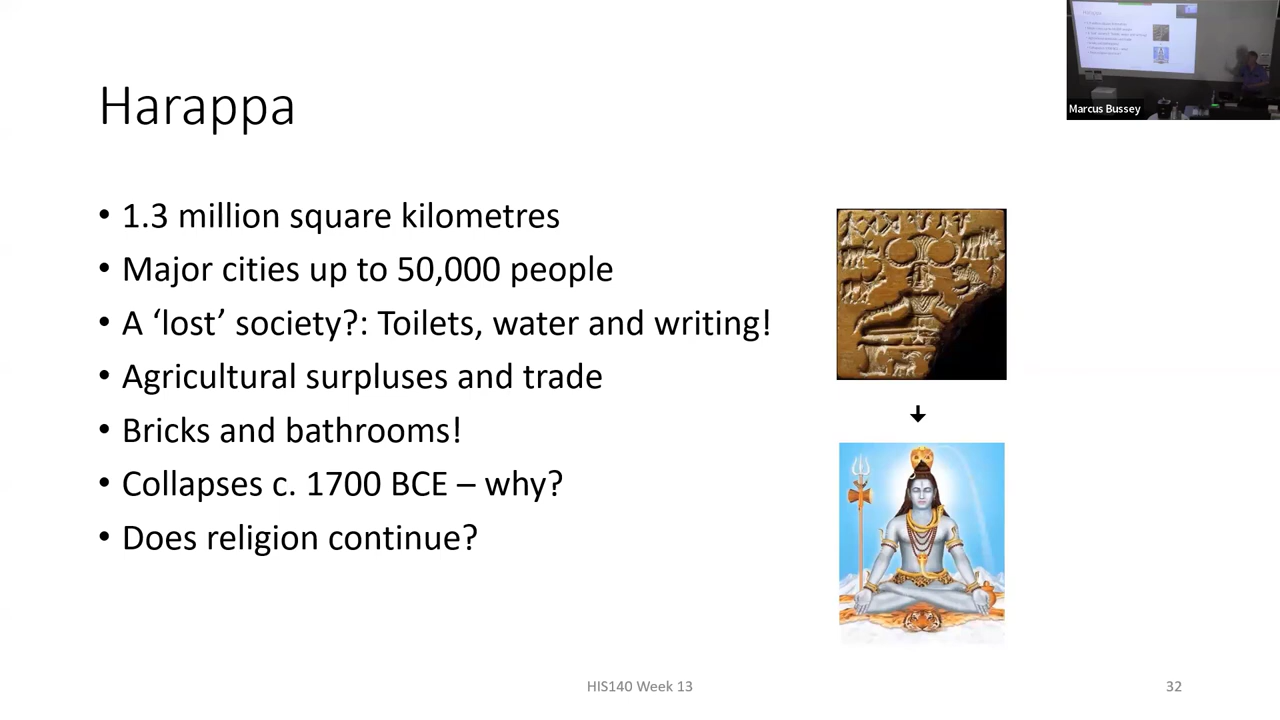 Harappa
• 1.3 million square kilometres
• Major cities up to 50,000 people
• A ‘lost’ society?: Toilets, water and writing!
• Agricultural surpluses and trade
• Bricks and bathrooms!
• Collapses c. 1700 BCE – why?
• Does religion continue?
HIS140 Week 13
32
Marcus Bussey